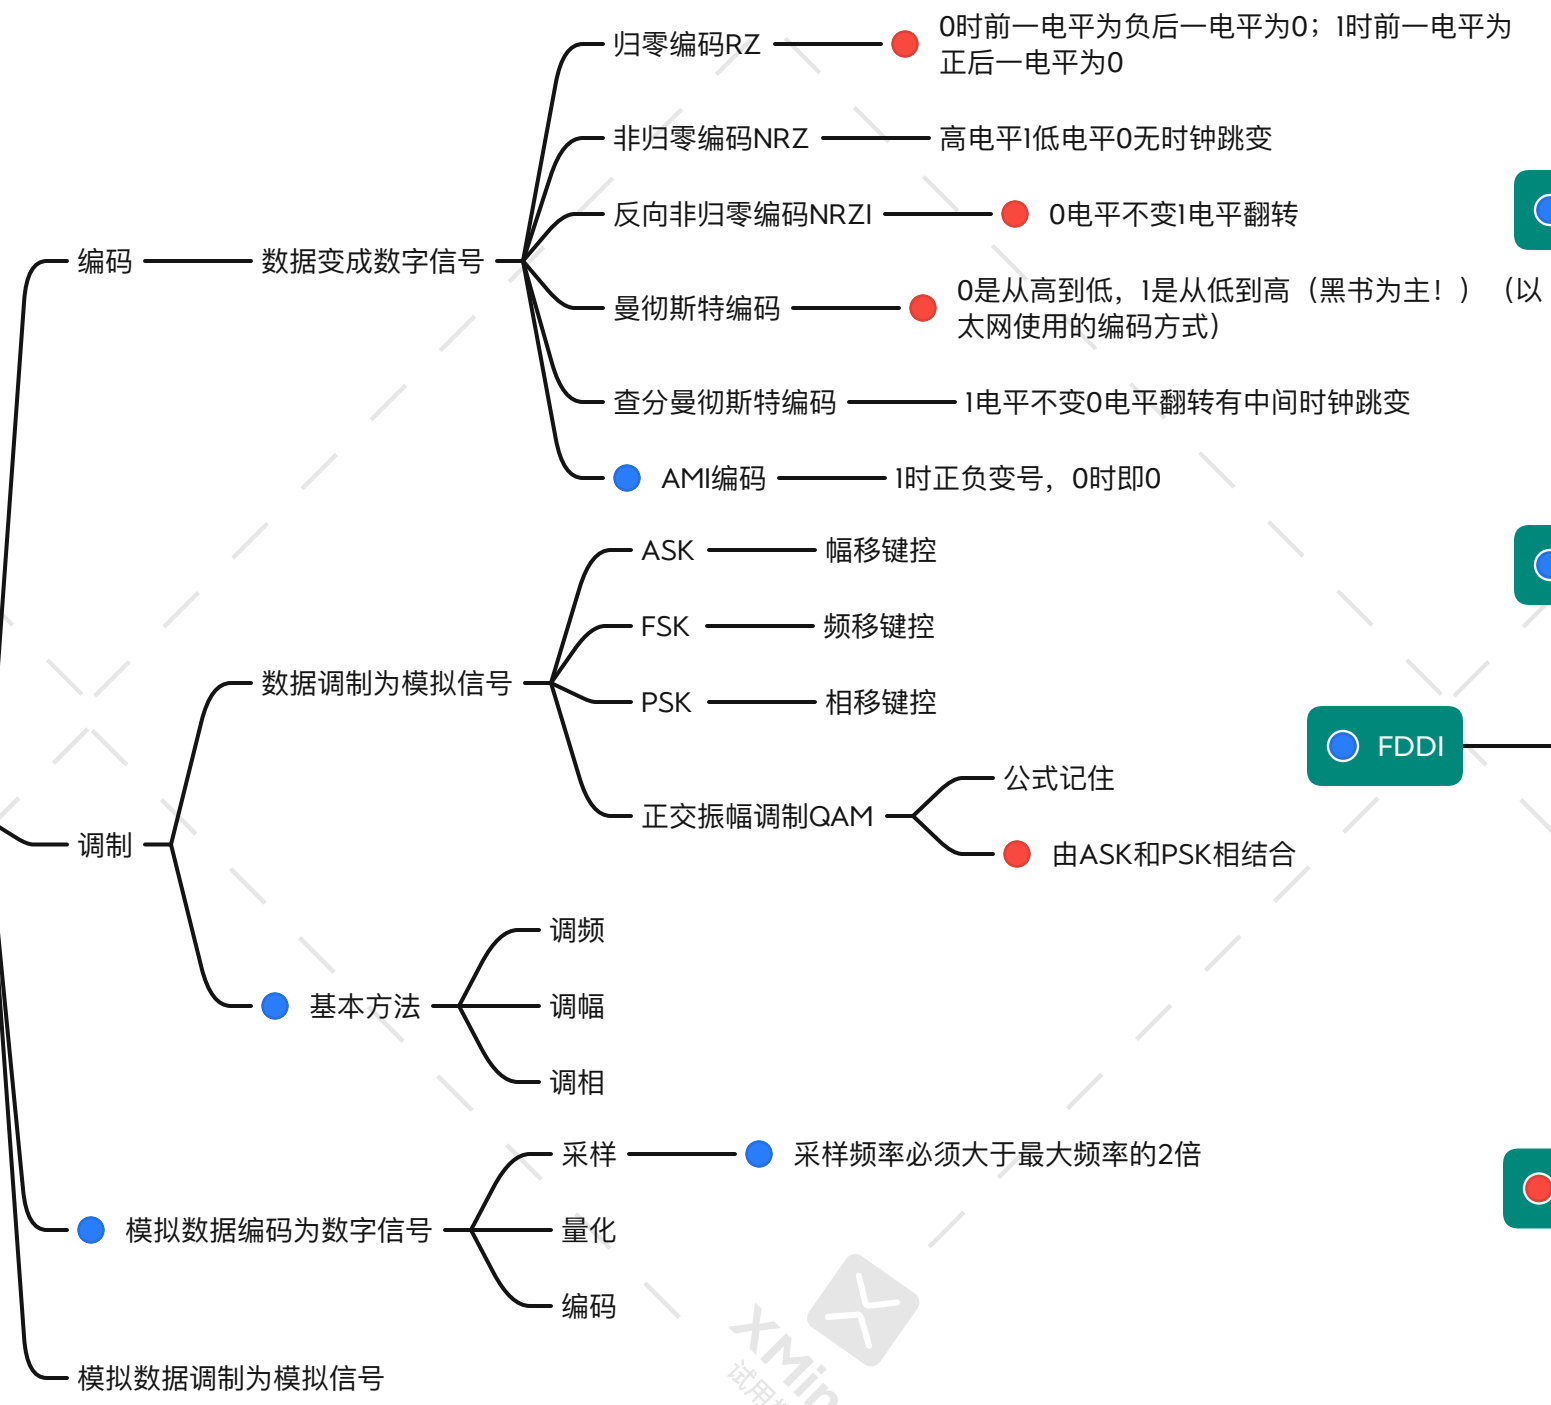 归零编码RZ
0时前一电平为负后一电平为0；1时前一电平为
正后一电平为0
非归零编码NRZ
高电平1低电平0无时钟跳变
反向非归零编码NRZI
0电平不变1电平翻转
编码
数据变成数字信号
曼彻斯特编码
0是从高到低，1是从低到高（黑书为主！）（以
太网使用的编码方式）
查分曼彻斯特编码
1电平不变0电平翻转有中间时钟跳变
AMI编码
1时正负变号，0时即0
ASK
幅移键控
FSK
频移键控
数据调制为模拟信号
PSK
相移键控
FDDI
公式记住
正交振幅调制QAM
调制
由ASK和PSK相结合
调频
基本方法
调幅
调相
采样
采样频率必须大于最大频率的2倍
模拟数据编码为数字信号
量化
编码
模拟数据调制为模拟信号
XMin
试用